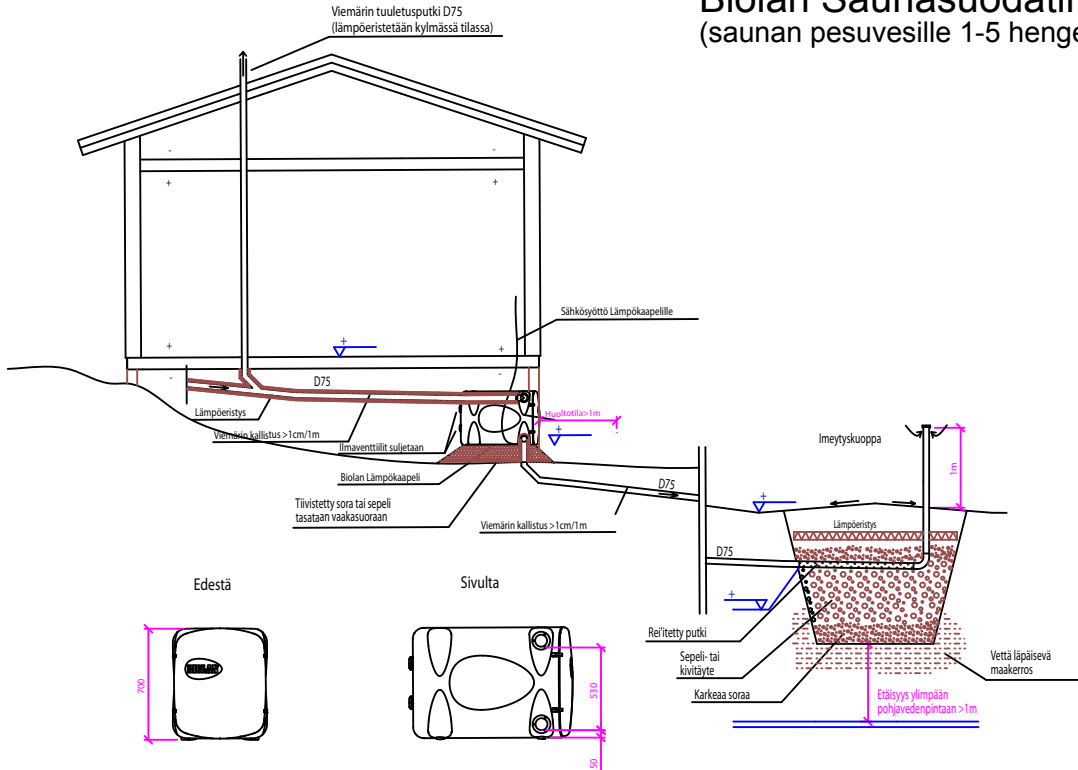 Viemärin tuuletusputki D75
(lämpöeristetään kylmässä tilassa)
Biolan Saunasuodatin
(saunan pesuvesille 1-5 henge
Sähkösyöttö Lämpökaapelille
D75
Lämpöeristys
Viemärin kallistus >1cm/1m
Ilmaventtiilit suljetaan
Huoltotila>1m
Biolan Lämpökaapeli
Tiivistetty sora tai sepeli
tasataan vaakasuoraan
D75
Viemärin kallistus >1cm/1m
Imeytyskuoppa
1m
Lämpöeristys
D75
Rei'itetty putki
Sepeli- tai
kivitäyte
Karkeaa soraa
Vettä läpäisevä
maakerros
Etäisyys ylimpään
pohjavedenpintaan >1m
Edestä
Sivulta
700
BIOLAN
530
50